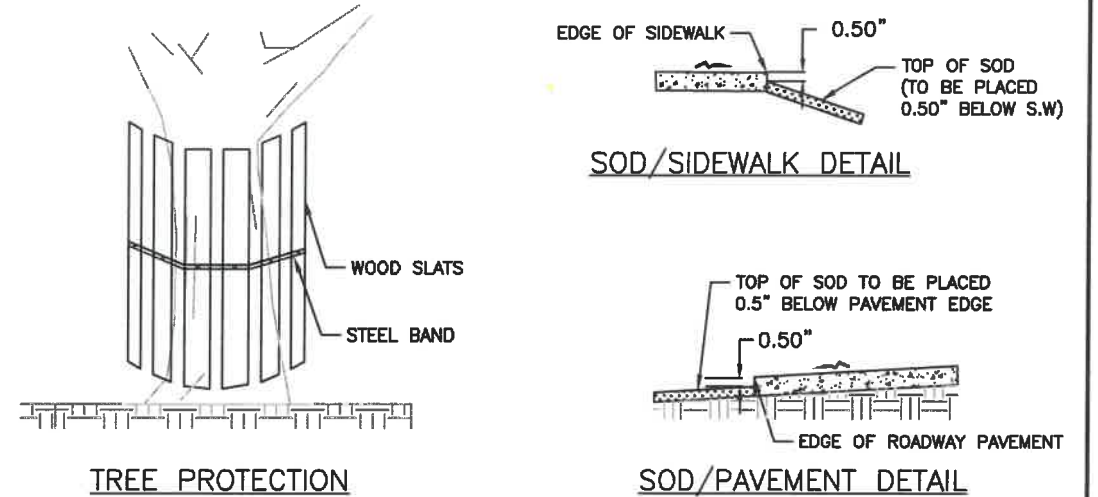 WOOD SLATS
STEEL BAND
TREE PROTECTION
EDGE OF SIDEWALK
0.50"
TOP OF SOD
(TO BE PLACED
0.50" BELOW S.W)
SOD/SIDEWALK DETAIL
TOP OF SOD TO BE PLACED
0.5" BELOW PAVEMENT EDGE
0.50"
EDGE OF ROADWAY PAVEMENT
SOD/PAVEMENT DETAIL